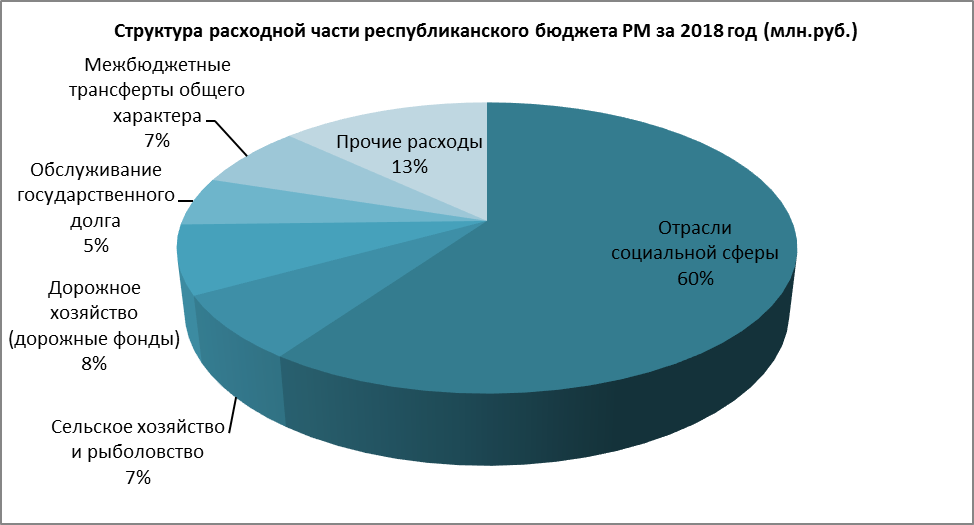 Структура расходной части республиканского бюджета РМ за 2018 год (млн.руб.)
Межбюджетные
трансферты общего
характера
7%
Прочие расходы
13%
Обслуживание
государственного
долга
5%
Отрасли
социальной сферы
60%
Дорожное
хозяйство
(дорожные фонды)
8%
Сельское хозяйство
и рыболовство
7%